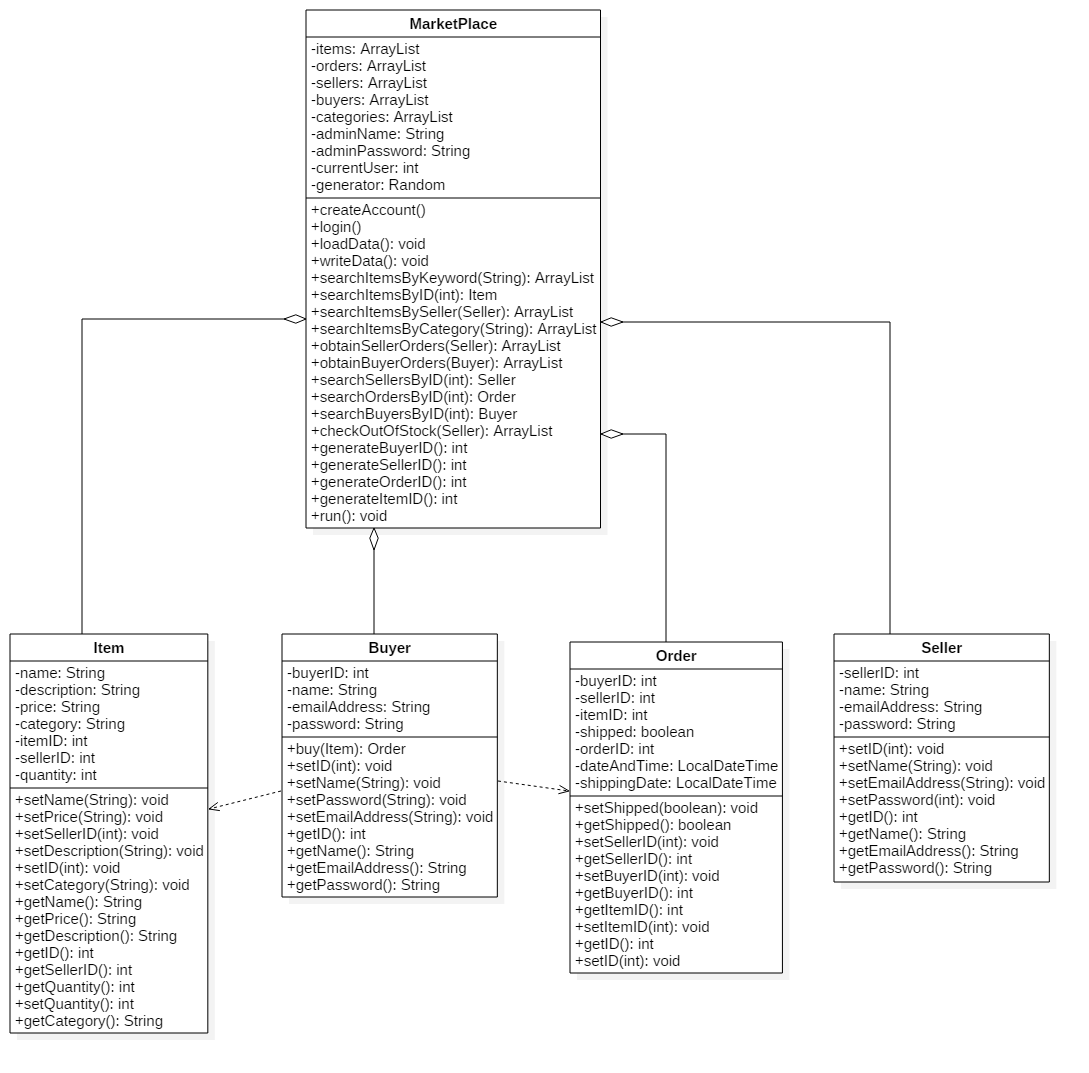 MarketPlace
-items: ArrayList
-orders: ArrayList
-sellers: ArrayList
-buyers: ArrayList
-categories: ArrayList
-adminName: String
-adminPassword: String
-currentUser: int
-generator: Random
+createAccount()
+login()
+loadData(): void
+writeData(): void
+searchItemsByKeyword(String): ArrayList
+searchItemsByID(int): Item
+searchItemsBySeller(Seller): ArrayList
+searchItemsByCategory(String): ArrayList
+obtainSellerOrders(Seller): ArrayList
+obtainBuyerOrders(Buyer): ArrayList
+searchSellersByID(int): Seller
+searchOrdersByID(int): Order
+searchBuyersByID(int): Buyer
+checkOutOfStock(Seller): ArrayList
+generateBuyerID(): int
+generateSellerID(): int
+generateOrderID(): int
+generateItemID(): int
+run(): void
Item
-name: String
-description: String
-price: String
-category: String
-itemID: int
-sellerID: int
-quantity: int
+setName(String): void
+setPrice(String): void
+setSellerID(int): void
+setDescription(String): void
+setID(int): void
+setCategory(String): void
+getName(): String
+getPrice(): String
+getDescription(): String
+getID(): int
+getSellerID(): int
+getQuantity(): int
+setQuantity(): int
+getCategory(): String
Buyer
-buyerID: int
-name: String
-emailAddress: String
-password: String
+buy(Item): Order
+setID(int): void
+setName(String): void
+setPassword(String): void
+setEmailAddress(String): void
+getID(): int
+getName(): String
+getEmailAddress(): String
+getPassword(): String
Order
-buyerID: int
-sellerID: int
-itemID: int
-shipped: boolean
-orderID: int
-dateAndTime: LocalDateTime
-shippingDate: LocalDateTime
+setShipped(boolean): void
+getShipped(): boolean
+setSellerID(int): void
+getSellerID(): int
+setBuyerID(int): void
+getBuyerID(): int
+getItemID(): int
+setItemID(int): void
+getID(): int
+setID(int): void
Seller
-sellerID: int
-name: String
-emailAddress: String
-password: String
+setID(int): void
+setName(String): void
+setEmailAddress(String): void
+setPassword(int): void
+getID(): int
+getName(): String
+getEmailAddress(): String
+getPassword(): String